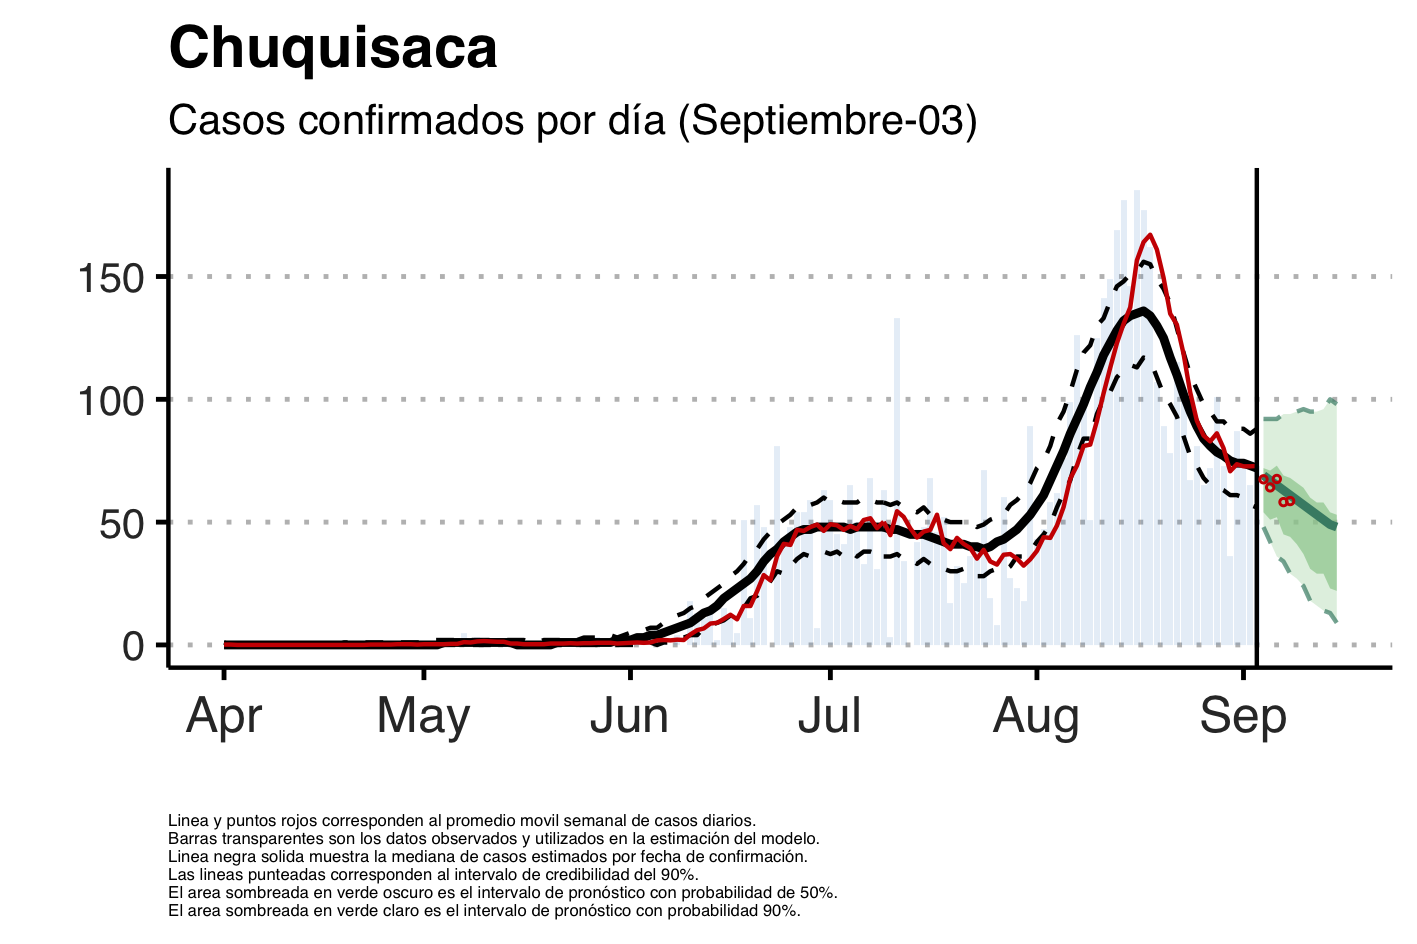 Chuquisaca
Casos confirmados por día (Septiembre-03)
150
100
50
0
Apr May Jun Jul Aug Sep
Linea y puntos rojos corresponden al promedio movil semanal de casos diarios.
Barras transparentes son los datos observados y utilizados en la estimación del modelo.
Linea negra solida muestra la mediana de casos estimados por fecha de confirmación.
Las lineas punteadas corresponden al intervalo de credibilidad del 90%.
El area sombreada en verde oscuro es el intervalo de pronóstico con probabilidad de 50%.
El area sombreada en verde claro es el intervalo de pronóstico con probabilidad 90%.